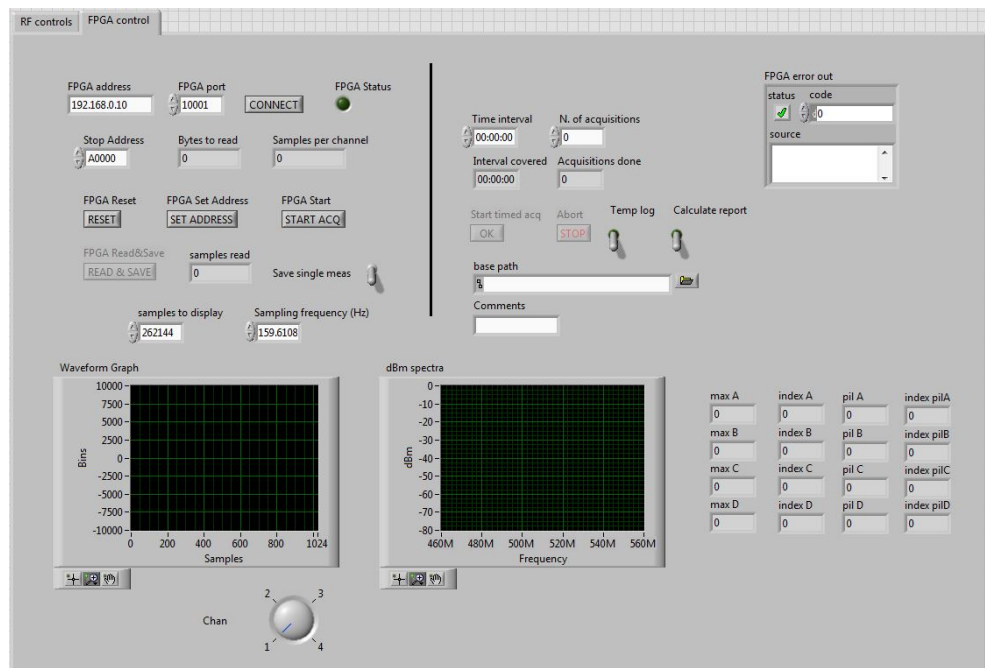 RF controls
FPGA control
FPGA address
FPGA port
FPGA Status
192.168.0.10
10001
CONNECT
Stop Address
Bytes to read
Samples per channel
A0000
0
0
FPGA Reset
FPGA Set Address
FPGA Start
RESET
SET ADDRESS
START ACQ
FPGA Read&Save
samples read
READ & SAVE
0
Save single meas
samples to display
Sampling frequency (Hz)
262144
159.6108
Time interval
N. of acquisitions
00:00:00
0
Interval covered
Acquisitions done
00:00:00
0
Start timed acq
Abort
Temp log
Calculate report
OK
STOP
base path
Comments
FPGA error out
status
code
0
source
Waveform Graph
10000
7500
5000
2500
0
-2500
-5000
-7500
-10000
Bins
0
200
400
600
800
1024
Samples
Chan
1
2
3
4
dBm spectra
0
-10
-20
-30
-40
-50
-60
-70
-80
dBm
460M
480M
500M
520M
540M
560M
Frequency
max A
index A
pil A
index pilA
0
0
0
0
max B
index B
pil B
index pilB
0
0
0
0
max C
index C
pil C
index pilC
0
0
0
0
max D
index D
pil D
index pilD
0
0
0
0